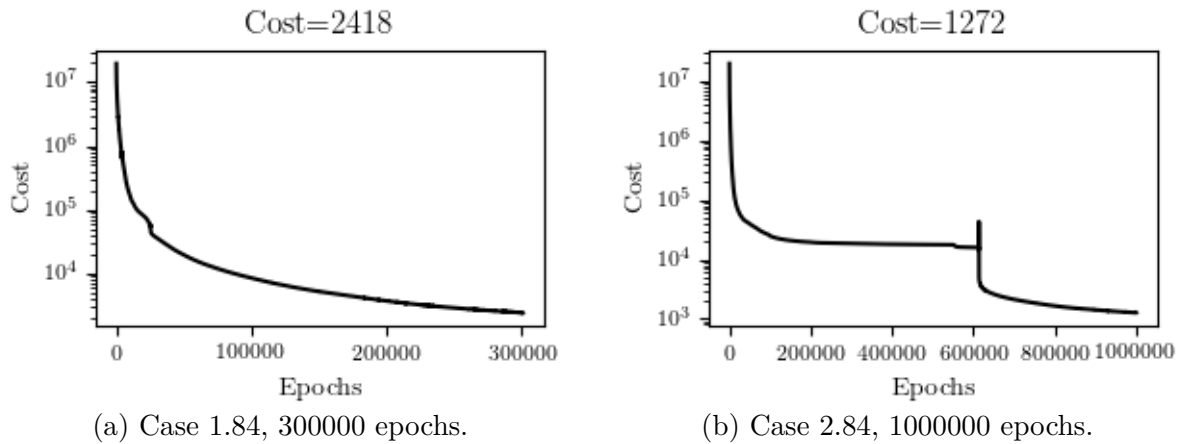 Cost=2418
Cost
10^7
10^6
10^5
10^4
0 100000 200000 300000
Epochs
(a) Case 1.84, 300000 epochs.
Cost=1272
Cost
10^7
10^6
10^5
10^4
10^3
0 200000 400000 600000 800000 1000000
Epochs
(b) Case 2.84, 1000000 epochs.